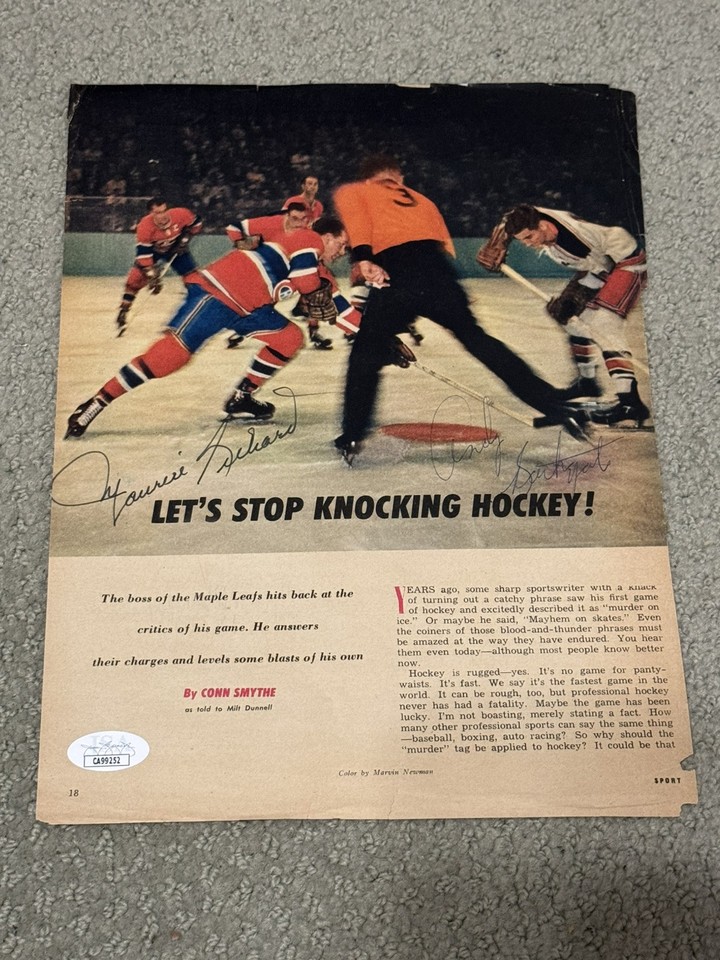 3
Maurice Richard
Andy
Bathgate
LET'S STOP KNOCKING HOCKEY!
The boss of the Maple Leafs hits back at the
critics of his game. He answers
their charges and levels some blasts of his own
By CONN SMYTHE
as told to Milt Dunnell
YEARS ago, some sharp sportswriter with a knack
of turning out a catchy phrase saw his first game
of hockey and excitedly described it as "murder on
ice." Or maybe he said, "Mayhem on skates." Even
the coiners of those blood-and-thunder phrases must
be amazed at the way they have endured. You hear
them even today—although most people know better
now.
Hockey is rugged—yes. It's no game for panty-
waists. It's fast. We say it's the fastest game in the
world. It can be rough, too, but professional hockey
never has had a fatality. Maybe the game has been
lucky. I'm not boasting, merely stating a fact. How
many other professional sports can say the same thing
—baseball, boxing, auto racing? So why should the
"murder" tag be applied to hockey? It could be that
CA99252
Color by Marvin Newman
18
SPORT